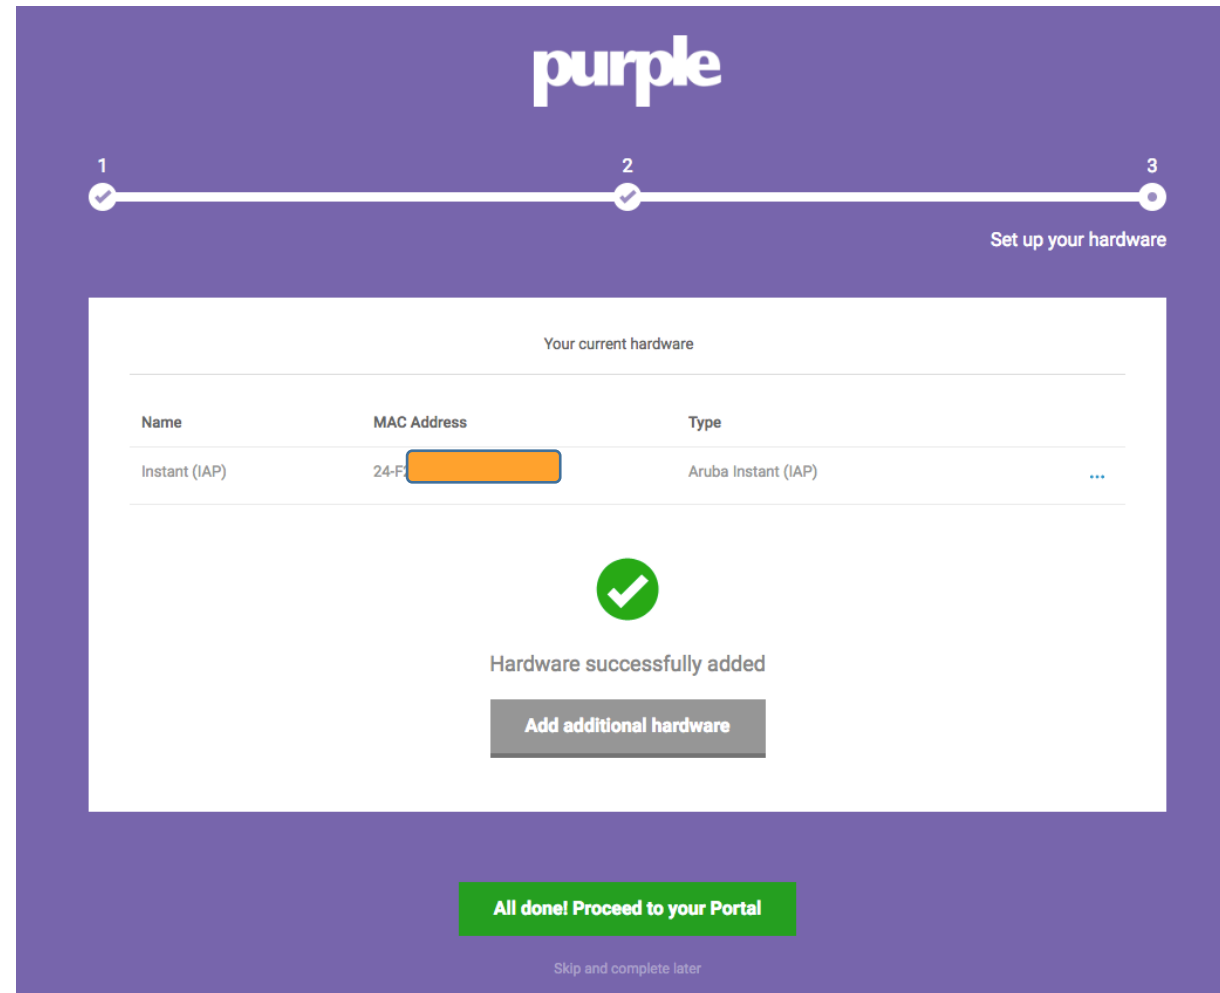 purple
1 2 3
Set up your hardware
Your current hardware
Name MAC Address Type
Instant (IAP) 24-F2 Aruba Instant (IAP) ...
Hardware successfully added
Add additional hardware
All done! Proceed to your Portal
Skip and complete later